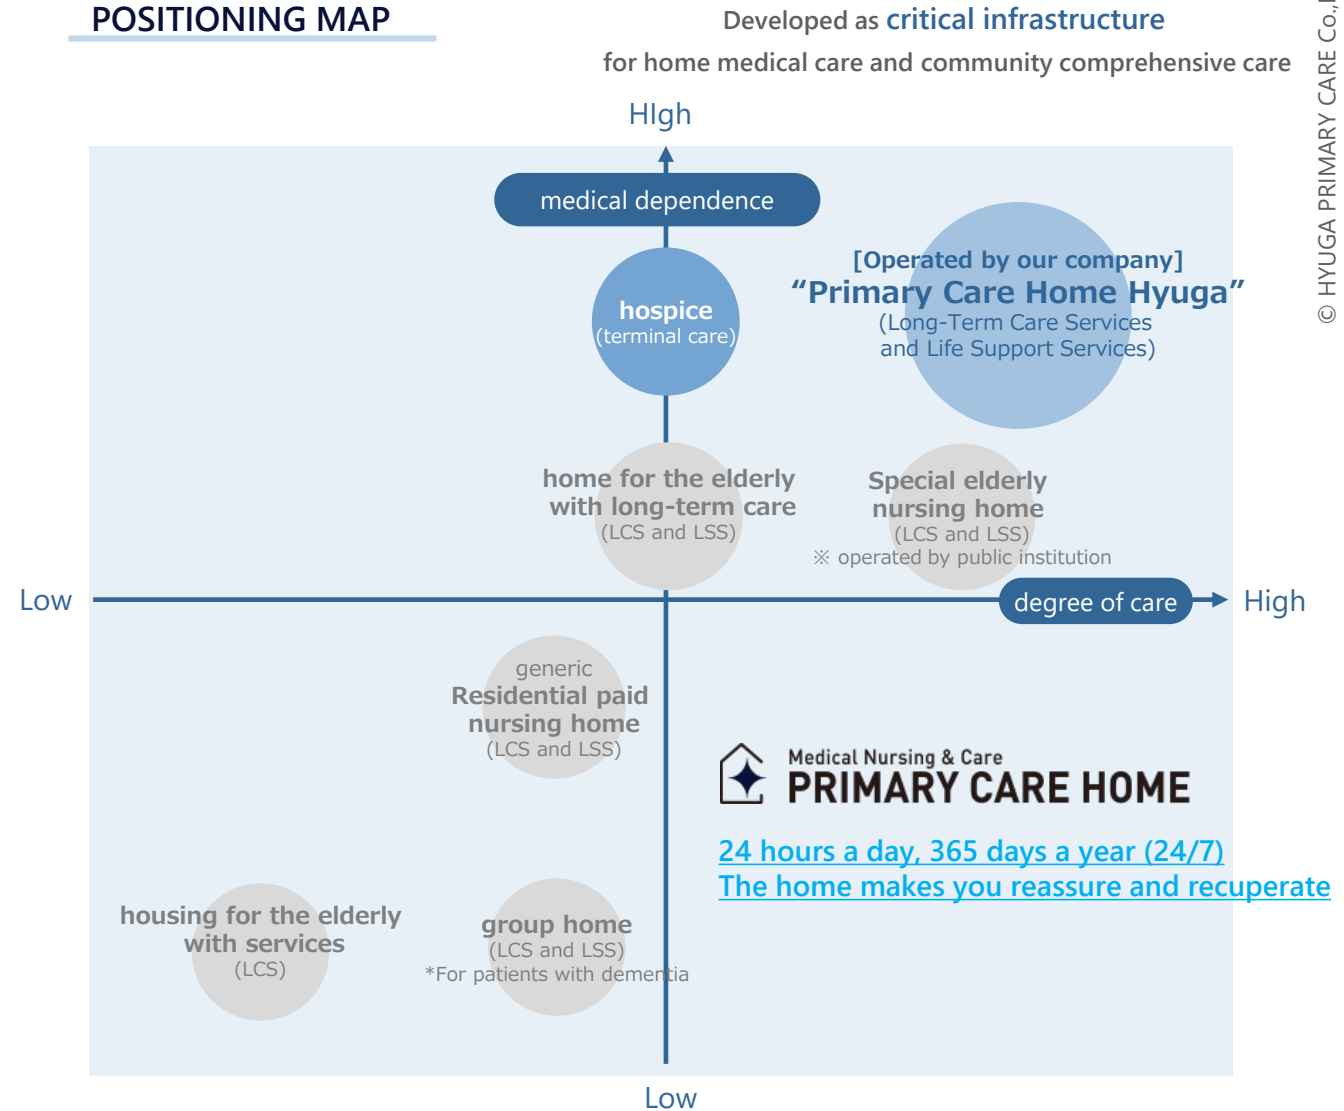 POSITIONING MAP
Developed as critical infrastructure
for home medical care and community comprehensive care
© HYUGA PRIMARY CARE Co.,
HIgh
medical dependence
[Operated by our company]
“Primary Care Home Hyuga”
(Long-Term Care Services
and Life Support Services)
hospice
(terminal care)
home for the elderly
with long-term care
(LCS and LSS)
Special elderly
nursing home
(LCS and LSS)
※ operated by public institution
Low
degree of care
High
generic
Residential paid
nursing home
(LCS and LSS)
Medical Nursing & Care
PRIMARY CARE HOME
24 hours a day, 365 days a year (24/7)
The home makes you reassure and recuperate
housing for the elderly
with services
(LCS)
group home
(LCS and LSS)
*For patients with dementia
Low